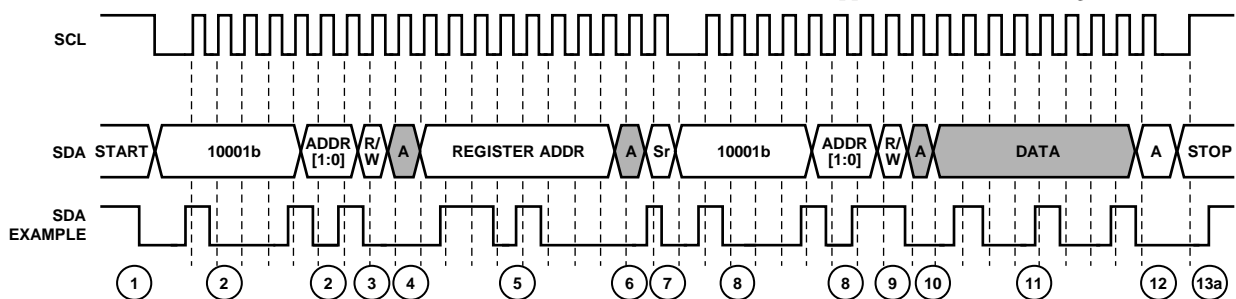 SCL
SDA START 10001b ADDR [1:0] R/W A REGISTER ADDR A Sr 10001b ADDR [1:0] R/W A DATA A STOP
SDA EXAMPLE
1 2 2 3 4 5 6 7 8 8 9 10 11 12 13a